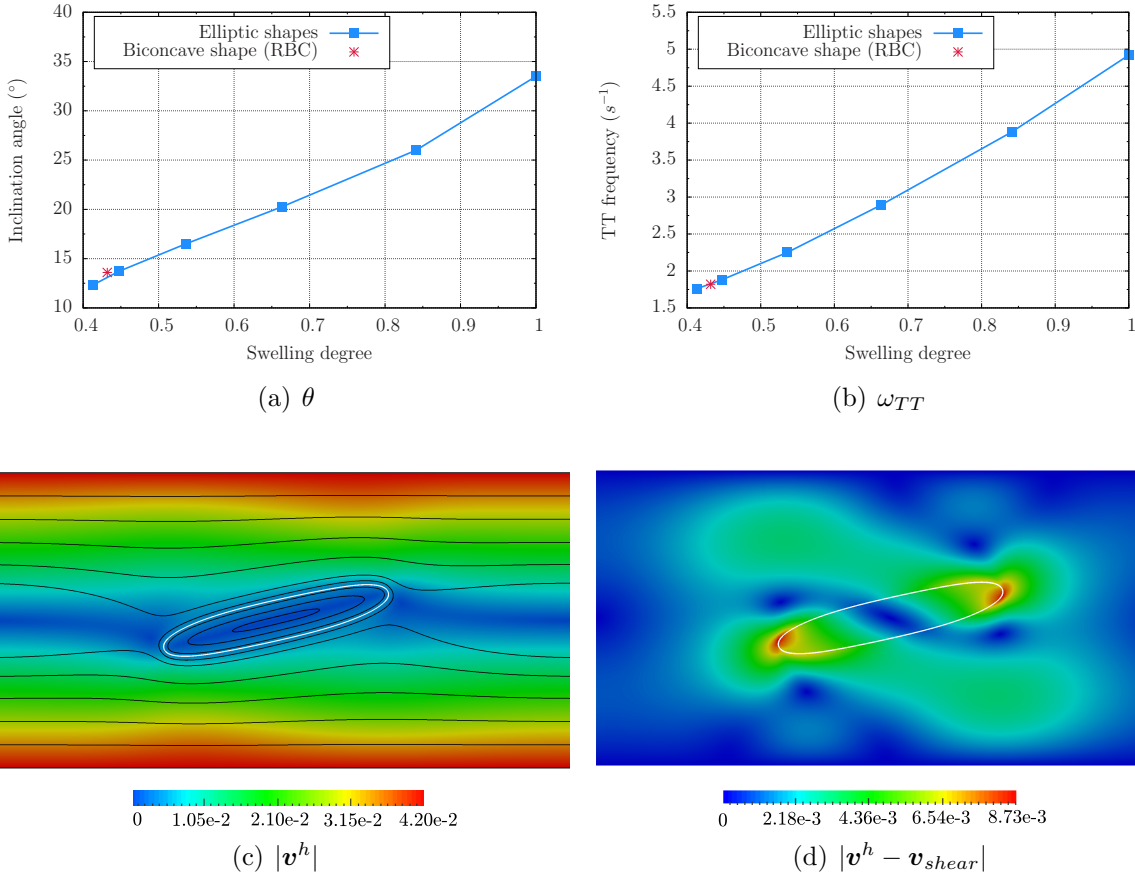 40
35
30
25
20
15
10
Inclination angle (°)
Elliptic shapes
Biconcave shape (RBC)
0.4 0.5 0.6 0.7 0.8 0.9 1
Swelling degree
(a) θ
5.5
5
4.5
4
3.5
3
2.5
2
1.5
TT frequency (s⁻¹)
Elliptic shapes
Biconcave shape (RBC)
0.4 0.5 0.6 0.7 0.8 0.9 1
Swelling degree
(b) ω_TT
0 1.05e-2 2.10e-2 3.15e-2 4.20e-2
(c) |v^h|
0 2.18e-3 4.36e-3 6.54e-3 8.73e-3
(d) |v^h − v_shear|